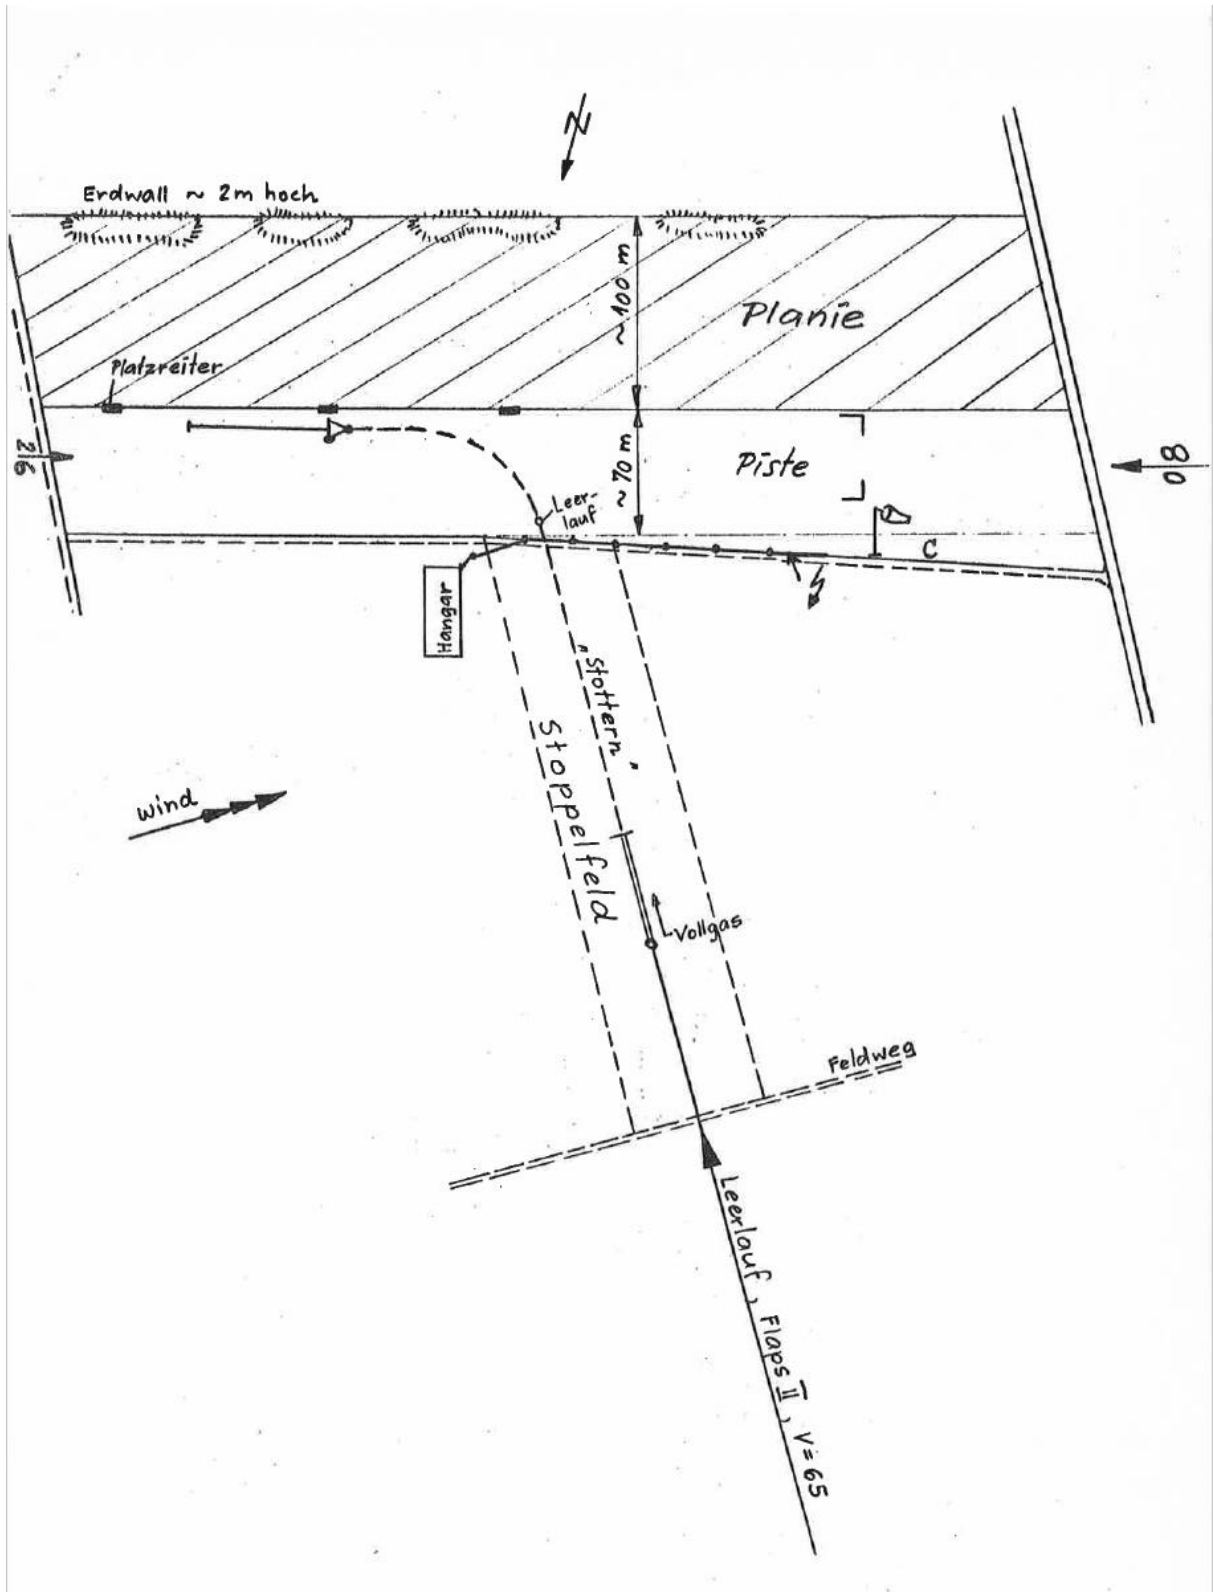 N
Erdwall ~ 2m hoch
~100 m
Planie
Platzreiter
26
~70 m
Piste
08
Leer-
lauf
C
Hangar
"Stottern"
Stoppelfeld
Wind
Vollgas
Feldweg
Leerlauf, Flaps II, V=65